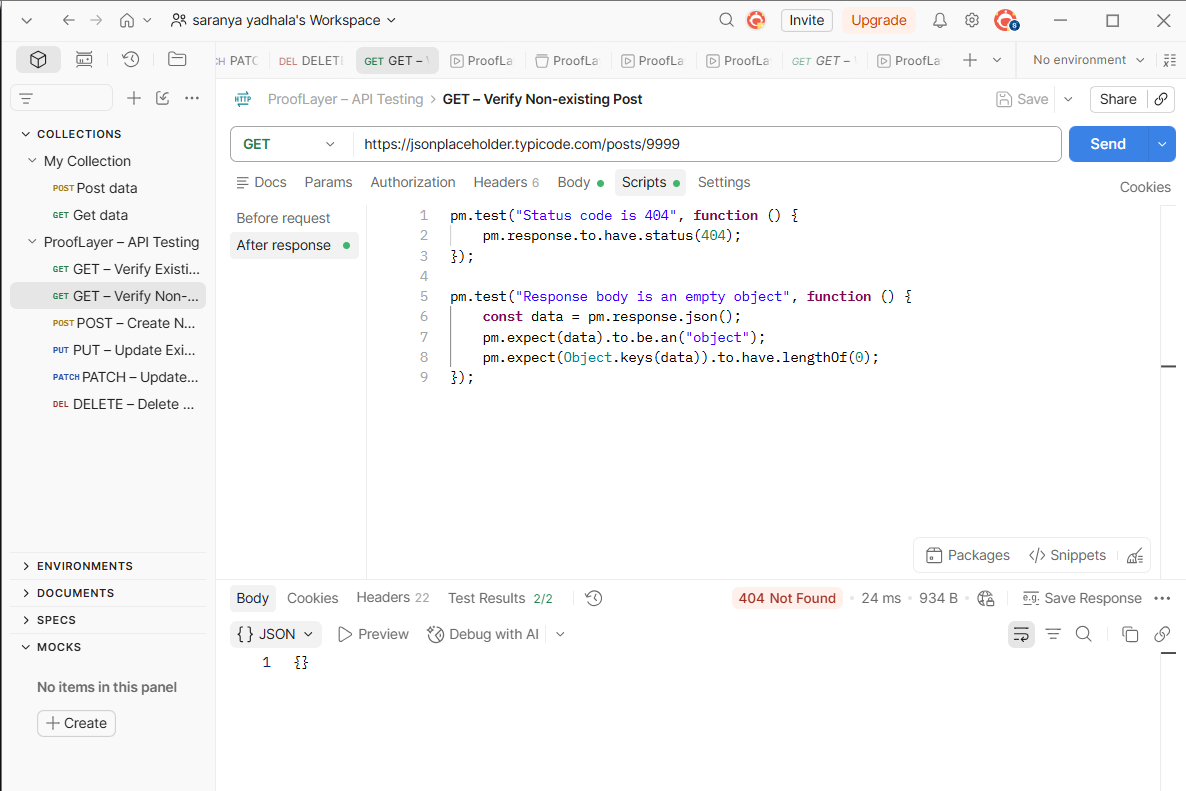 saranya yadhala's Workspace
Invite
Upgrade
PATC
DEL DELETI
GET GET –
ProofLa
ProofLa
ProofLa
ProofLa
GET GET –
ProofLa
No environment
HTTP
ProofLayer – API Testing > GET – Verify Non-existing Post
Save
Share
COLLECTIONS
My Collection
POST Post data
GET Get data
ProofLayer – API Testing
GET GET – Verify Existi...
GET GET – Verify Non-...
POST POST – Create N...
PUT PUT – Update Exi...
PATCH PATCH – Update...
DEL DELETE – Delete ...
ENVIRONMENTS
DOCUMENTS
SPECS
MOCKS
No items in this panel
Create
GET
https://jsonplaceholder.typicode.com/posts/9999
Send
Docs
Params
Authorization
Headers 6
Body
Scripts
Settings
Cookies
Before request
After response
1 pm.test("Status code is 404", function () {
2 pm.response.to.have.status(404);
3 });
4
5 pm.test("Response body is an empty object", function () {
6 const data = pm.response.json();
7 pm.expect(data).to.be.an("object");
8 pm.expect(Object.keys(data)).to.have.lengthOf(0);
9 });
Packages
</> Snippets
Body
Cookies
Headers 22
Test Results 2/2
404 Not Found
24 ms
934 B
e.g. Save Response
{} JSON
Preview
Debug with AI
1 {}